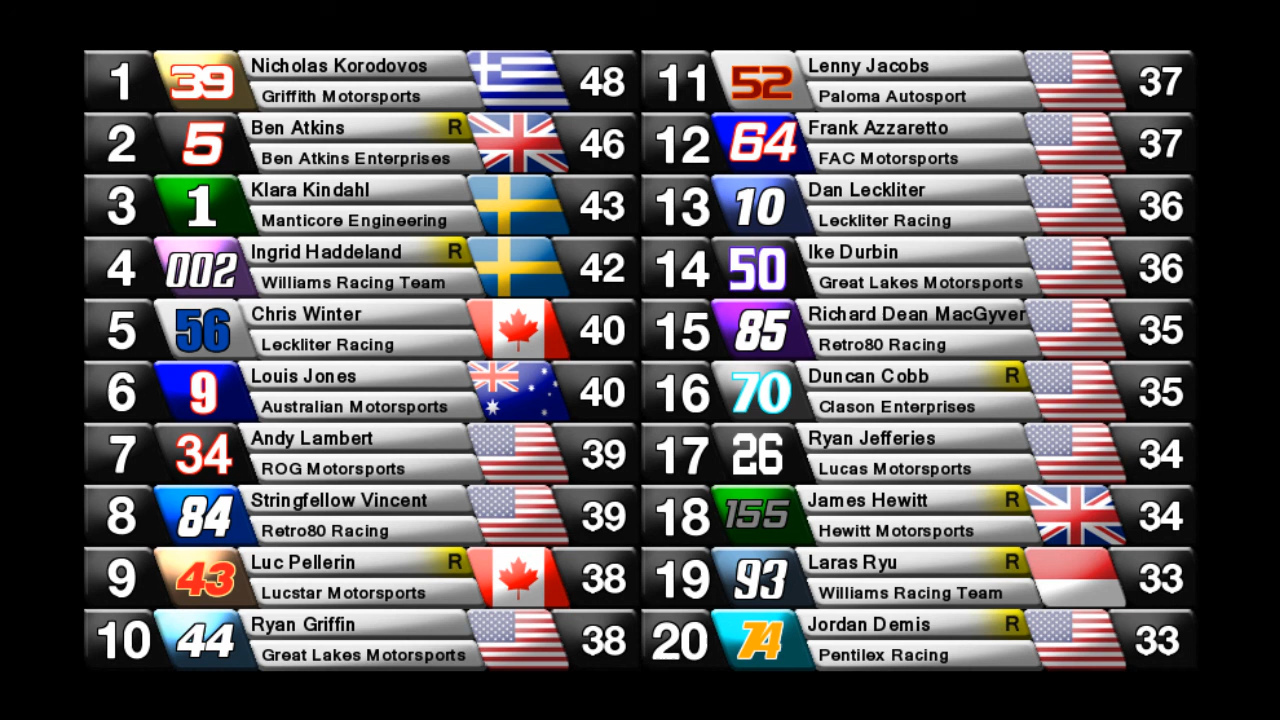 1 39 Nicholas Korodovos 48
Griffith Motorsports
2 5 Ben Atkins R 46
Ben Atkins Enterprises
3 1 Klara Kindahl 43
Manticore Engineering
4 002 Ingrid Haddeland R 42
Williams Racing Team
5 56 Chris Winter 40
Leckliter Racing
6 9 Louis Jones 40
Australian Motorsports
7 34 Andy Lambert 39
ROG Motorsports
8 84 Stringfellow Vincent 39
Retro80 Racing
9 43 Luc Pellerin R 38
Lucstar Motorsports
10 44 Ryan Griffin 38
Great Lakes Motorsports
11 52 Lenny Jacobs 37
Paloma Autosport
12 64 Frank Azzaretto 37
FAC Motorsports
13 10 Dan Leckliter 36
Leckliter Racing
14 50 Ike Durbin 36
Great Lakes Motorsports
15 85 Richard Dean MacGyver 35
Retro80 Racing
16 70 Duncan Cobb R 35
Clason Enterprises
17 26 Ryan Jefferies 34
Lucas Motorsports
18 155 James Hewitt R 34
Hewitt Motorsports
19 93 Laras Ryu R 33
Williams Racing Team
20 74 Jordan Demis R 33
Pentilex Racing